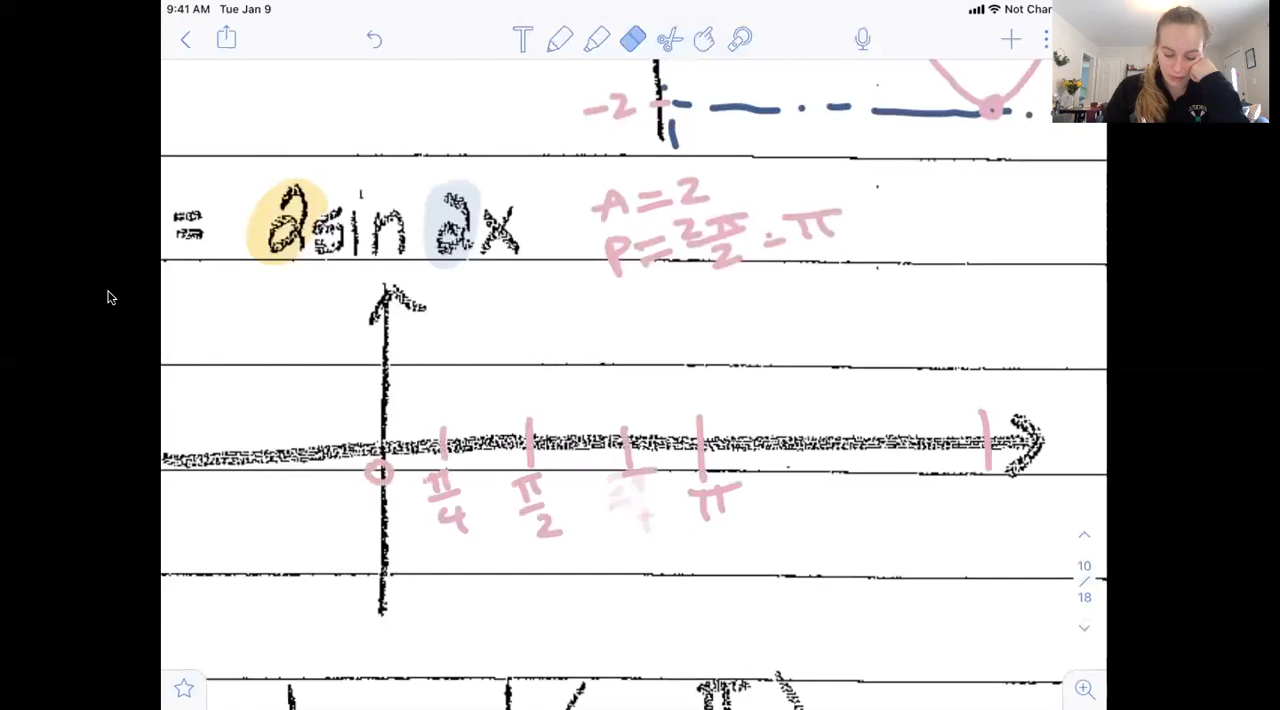 9:41 AM Tue Jan 9
Not Char
T
-2
= 2sin 2x
A = 2
P = 2π/2 = π
0 π/4 π/2 π
10
/
18